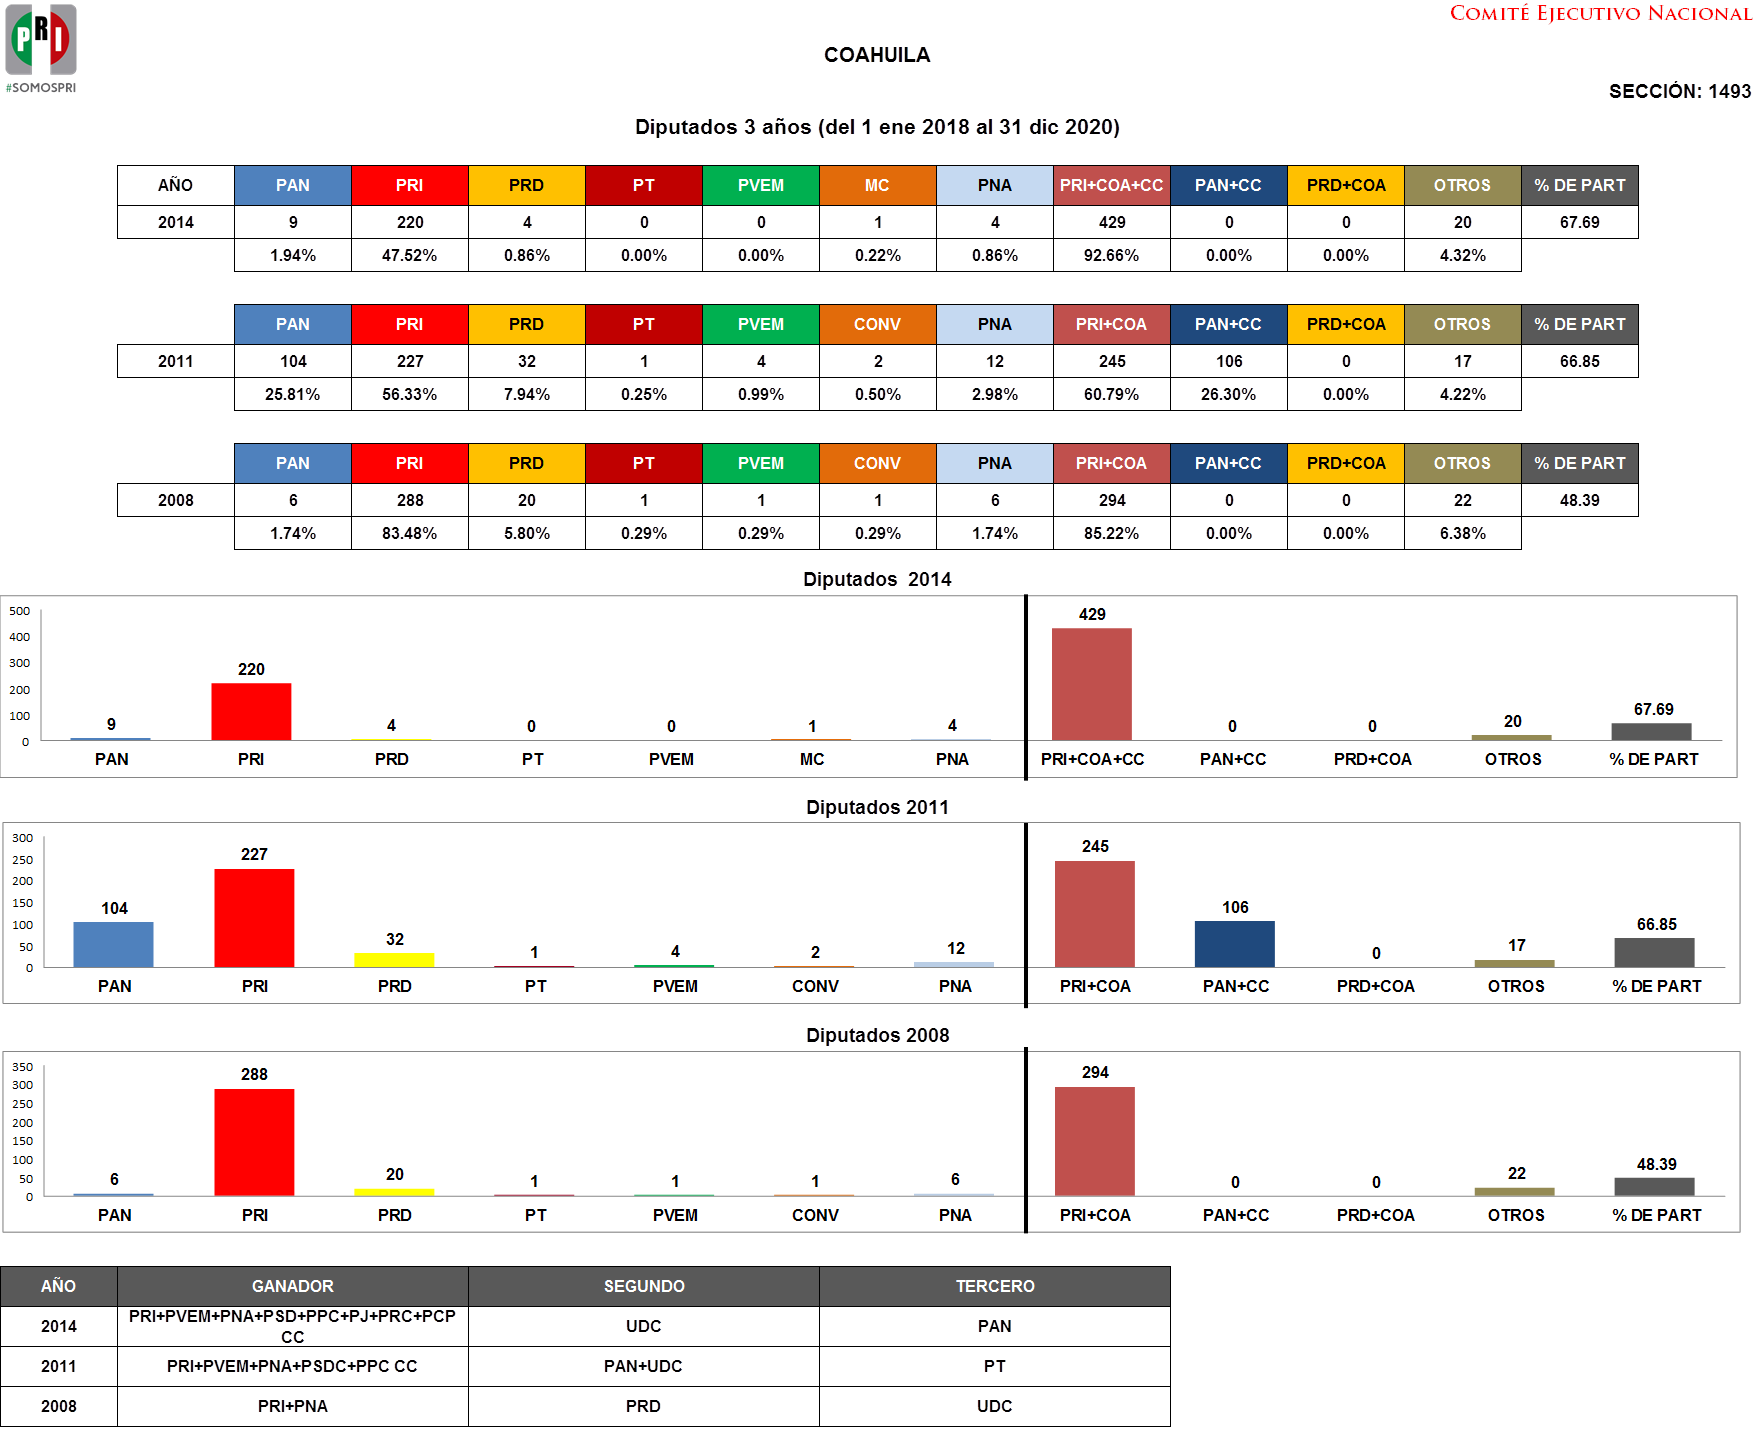 PRI
#SOMOSPRI
COMITÉ EJECUTIVO NACIONAL
COAHUILA
SECCIÓN: 1493
Diputados 3 años (del 1 ene 2018 al 31 dic 2020)
AÑO PAN PRI PRD PT PVEM MC PNA PRI+COA+CC PAN+CC PRD+COA OTROS % DE PART
2014 9 220 4 0 0 1 4 429 0 0 20 67.69
1.94% 47.52% 0.86% 0.00% 0.00% 0.22% 0.86% 92.66% 0.00% 0.00% 4.32%
PAN PRI PRD PT PVEM CONV PNA PRI+COA PAN+CC PRD+COA OTROS % DE PART
2011 104 227 32 1 4 2 12 245 106 0 17 66.85
25.81% 56.33% 7.94% 0.25% 0.99% 0.50% 2.98% 60.79% 26.30% 0.00% 4.22%
PAN PRI PRD PT PVEM CONV PNA PRI+COA PAN+CC PRD+COA OTROS % DE PART
2008 6 288 20 1 1 1 6 294 0 0 22 48.39
1.74% 83.48% 5.80% 0.29% 0.29% 0.29% 1.74% 85.22% 0.00% 0.00% 6.38%
Diputados 2014
500
400
300
200
100
0
9 220 4 0 0 1 4 429 0 0 20 67.69
PAN PRI PRD PT PVEM MC PNA PRI+COA+CC PAN+CC PRD+COA OTROS % DE PART
Diputados 2011
300
250
200
150
100
50
0
104 227 32 1 4 2 12 245 106 0 17 66.85
PAN PRI PRD PT PVEM CONV PNA PRI+COA PAN+CC PRD+COA OTROS % DE PART
Diputados 2008
350
300
250
200
150
100
50
0
6 288 20 1 1 1 6 294 0 0 22 48.39
PAN PRI PRD PT PVEM CONV PNA PRI+COA PAN+CC PRD+COA OTROS % DE PART
AÑO GANADOR SEGUNDO TERCERO
2014 PRI+PVEM+PNA+PSD+PPC+PJ+PRC+PCP CC UDC PAN
2011 PRI+PVEM+PNA+PSDC+PPC CC PAN+UDC PT
2008 PRI+PNA PRD UDC